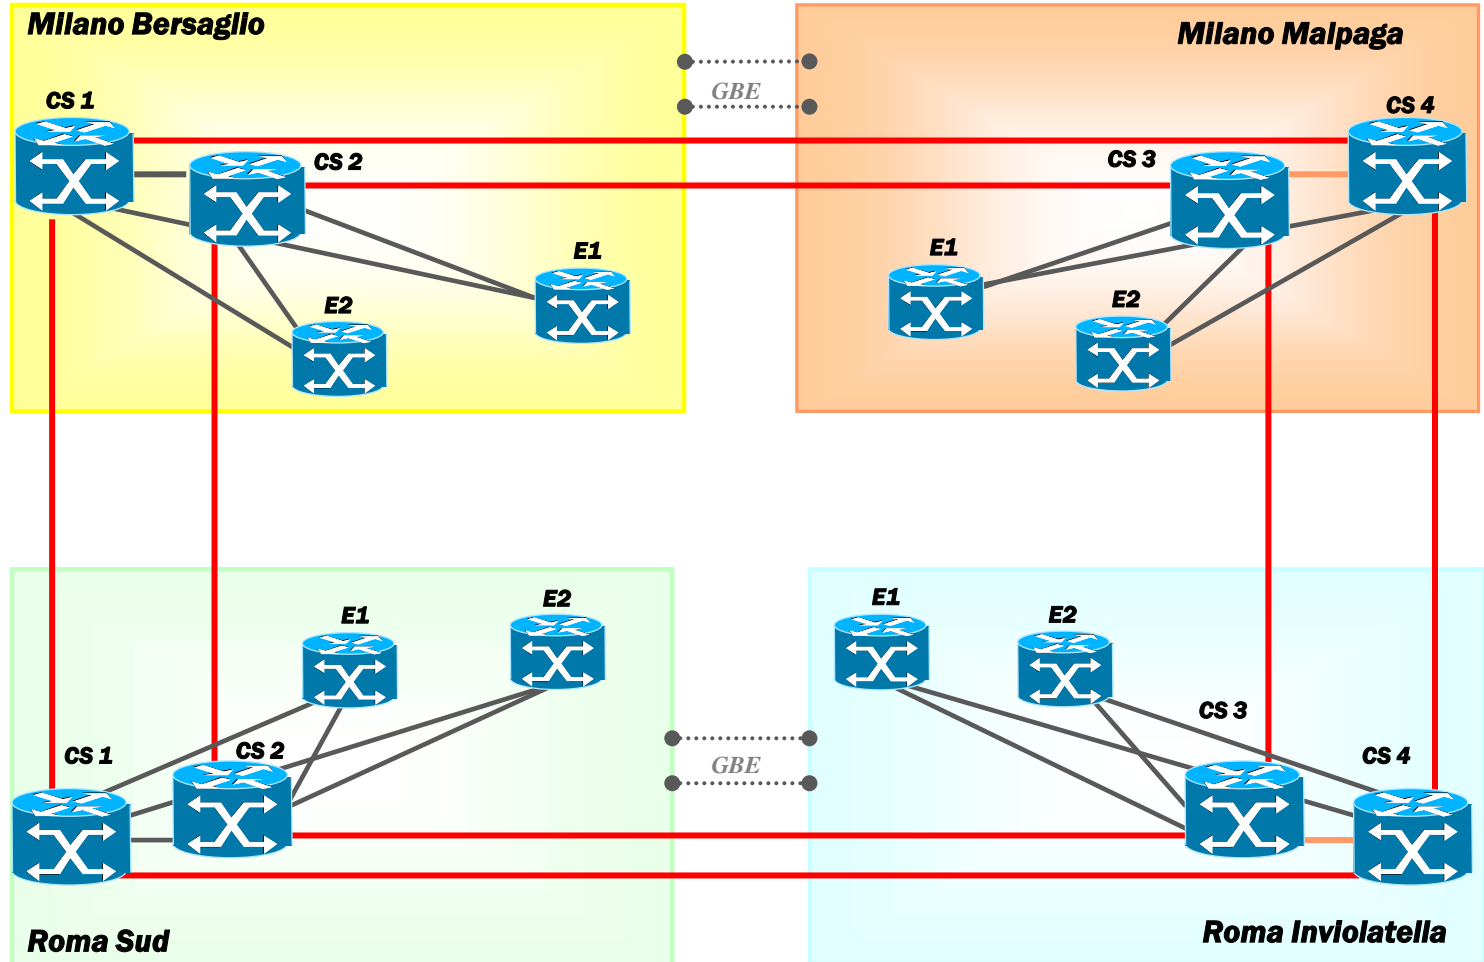 Milano Bersaglio
Milano Malpaga
GBE
CS 1
CS 4
CS 2
CS 3
E1
E1
E2
E2
E1
E2
E1
E2
CS 3
CS 1
CS 2
GBE
CS 4
Roma Sud
Roma Inviolatella